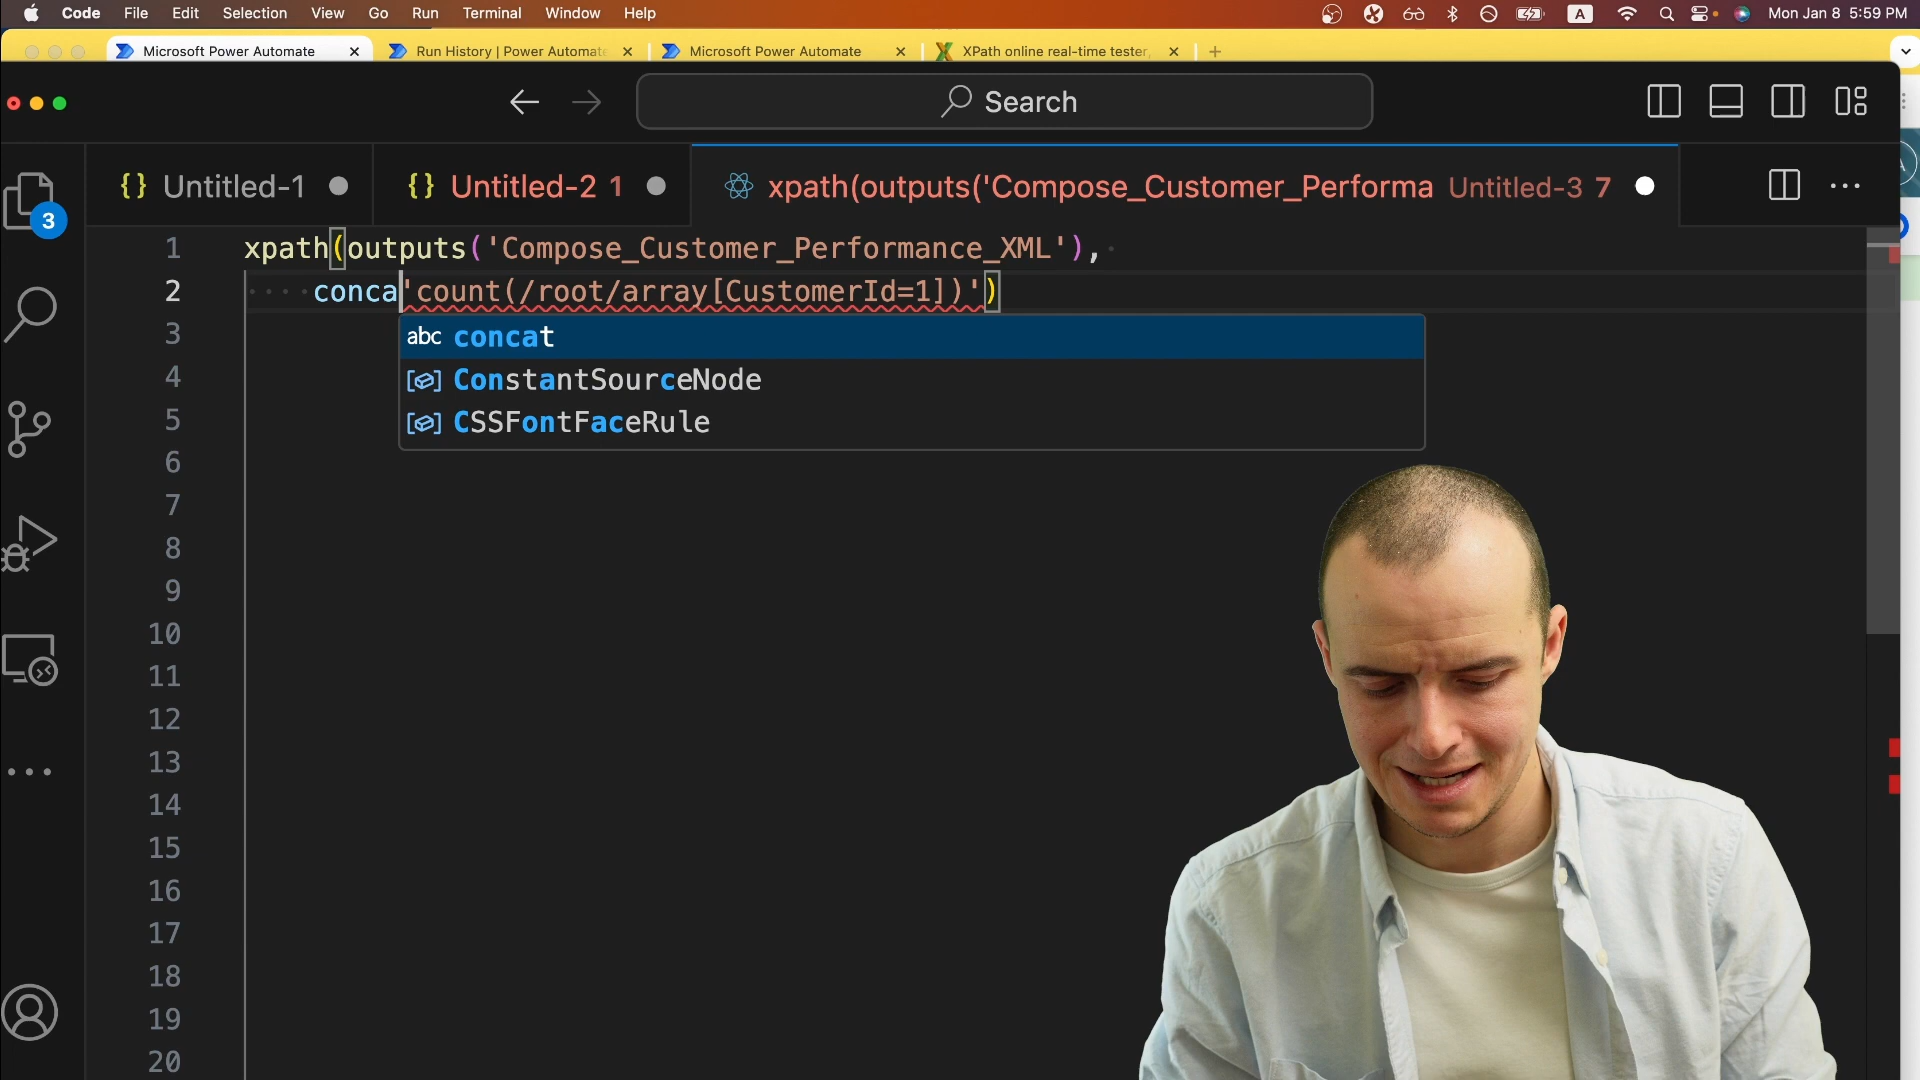 Code File Edit Selection View Go Run Terminal Window Help A Mon Jan 8 5:59 PM
Microsoft Power Automate Run History | Power Automate Microsoft Power Automate XPath online real-time tester,
Search
{} Untitled-1 {} Untitled-2 1 xpath(outputs('Compose_Customer_Performa Untitled-3 7
3
1 xpath(outputs('Compose_Customer_Performance_XML'),
2 conca'count(/root/array[CustomerId=1])')
3 abc concat
4 ConstantSourceNode
5 CSSFontFaceRule
6
7
8
9
10
11
12
13
14
15
16
17
18
19
20